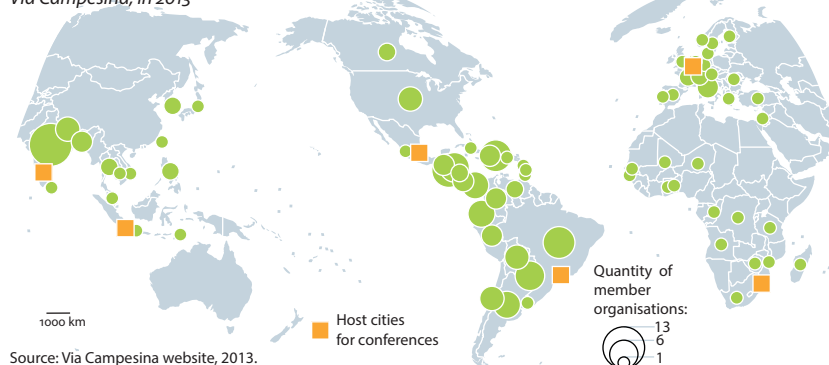 Via Campesina, in 2013
1000 km
Source: Via Campesina website, 2013.
Host cities
for conferences
Quantity of
member
organisations:
13
6
1